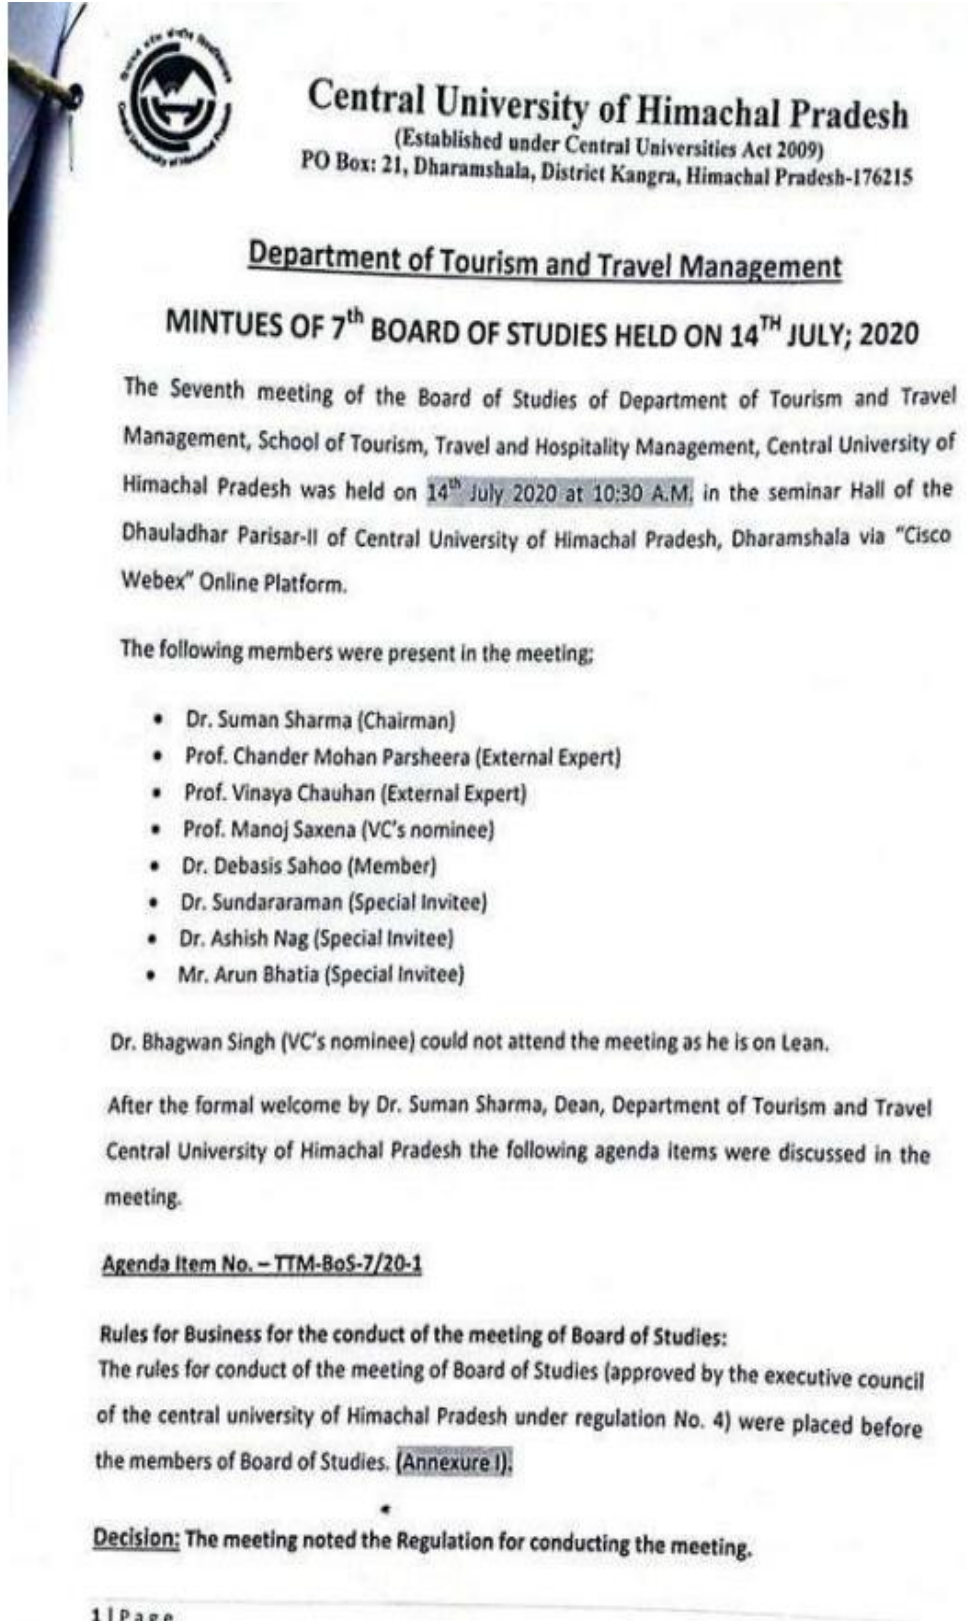 Central University of Himachal Pradesh
(Established under Central Universities Act 2009)
PO Box: 21, Dharamshala, District Kangra, Himachal Pradesh-176215
Department of Tourism and Travel Management
MINTUES OF 7th BOARD OF STUDIES HELD ON 14TH JULY; 2020
The Seventh meeting of the Board of Studies of Department of Tourism and Travel
Management, School of Tourism, Travel and Hospitality Management, Central University of
Himachal Pradesh was held on 14th July 2020 at 10:30 A.M. in the seminar Hall of the
Dhauladhar Parisar-II of Central University of Himachal Pradesh, Dharamshala via "Cisco
Webex" Online Platform.
The following members were present in the meeting;
• Dr. Suman Sharma (Chairman)
• Prof. Chander Mohan Parsheera (External Expert)
• Prof. Vinaya Chauhan (External Expert)
• Prof. Manoj Saxena (VC's nominee)
• Dr. Debasis Sahoo (Member)
• Dr. Sundararaman (Special Invitee)
• Dr. Ashish Nag (Special Invitee)
• Mr. Arun Bhatia (Special Invitee)
Dr. Bhagwan Singh (VC's nominee) could not attend the meeting as he is on Lean.
After the formal welcome by Dr. Suman Sharma, Dean, Department of Tourism and Travel
Central University of Himachal Pradesh the following agenda items were discussed in the
meeting.
Agenda Item No. – TTM-BoS-7/20-1
Rules for Business for the conduct of the meeting of Board of Studies:
The rules for conduct of the meeting of Board of Studies (approved by the executive council
of the central university of Himachal Pradesh under regulation No. 4) were placed before
the members of Board of Studies. (Annexure I).
Decision: The meeting noted the Regulation for conducting the meeting.
1 | Page